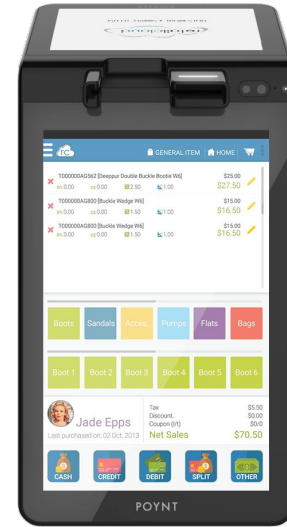 POYNT
retailcloud
rc
GENERAL ITEM HOME
T000000AG562 [Deeppur Double Buckle Bootie W6] $25.00
0.00 0.00 2.50 1.00 $27.50
T000000AG800 [Buckle Wedge W6] $15.00
0.00 0.00 1.50 1.00 $16.50
T000000AG800 [Buckle Wedge W6] $15.00
0.00 0.00 1.50 1.00 $16.50
Boots Sandals Acces. Pumps Flats Bags
Boot 1 Boot 2 Boot 3 Boot 4 Boot 5 Boot 6
Jade Epps
Last purchased on: 02 Oct. 2013
Tax $5.50
Discount. $0.00
Coupon (I/t) $0/0
Net Sales $70.50
CASH CREDIT DEBIT SPLIT OTHER
POYNT